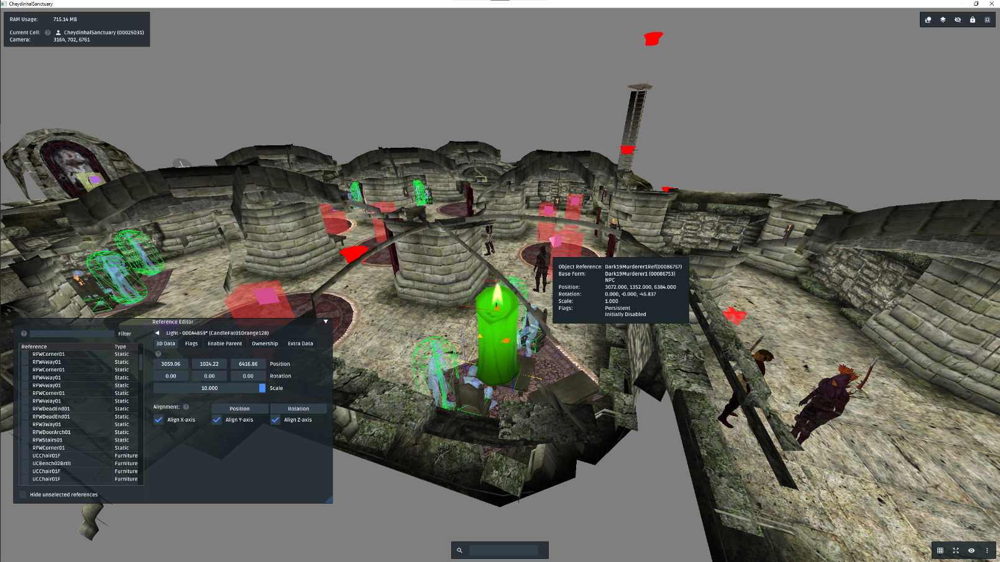 CheydinhalSanctuary
RAM Usage: 715.14 MB
Current Cell: CheydinhalSanctuary (00025031)
Camera: 3164, 702, 6761
Object Reference: Dark19Murderer1Ref(00086757)
Base Form: Dark19Murderer1 (00086753)
NPC
Position: 3072.000, 1352.000, 6384.000
Rotation: 0.000, -0.000, -45.837
Scale: 1.000
Flags: Persistent
Initially Disabled
Reference Editor
Filter
Reference Type
RFWCorner01 Static
RFW4Way01 Static
RFWCorner01 Static
RFW4Way01 Static
RFW4Way01 Static
RFWCorner01 Static
RFW4Way01 Static
RFWDeadEnd01 Static
RFWDeadEnd01 Static
RFW3Way01 Static
RFWDoorArch01 Static
RFWStairs01 Static
RFWCorner01 Static
UCChair01F Furniture
UCBench02BrtIt Furniture
UCChair01F Furniture
UCChair01F Furniture
Hide unselected references
Light - 000A4859* (CandleFat01Orange128)
3D Data Flags Enable Parent Ownership Extra Data
3059.06 1024.22 6416.86 Position
0.00 0.00 0.00 Rotation
10.000 Scale
Alignment: Position Rotation
Align X-axis Align Y-axis Align Z-axis